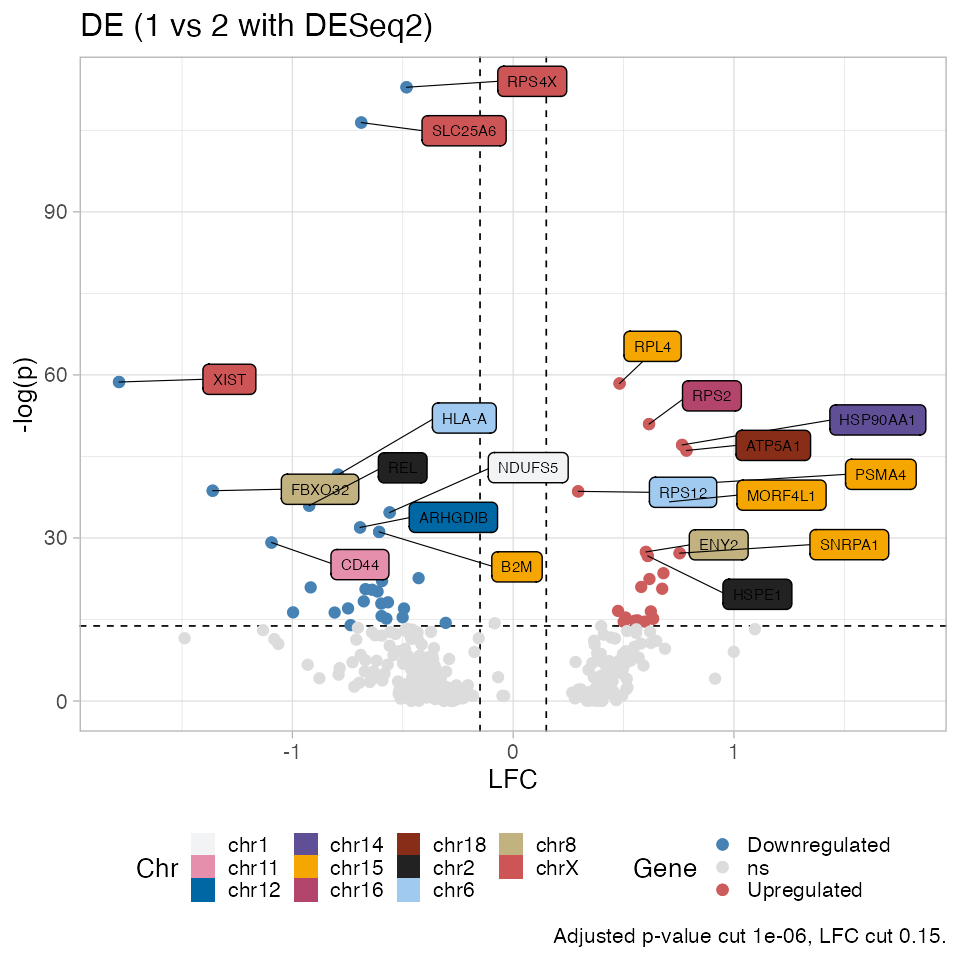 DE (1 vs 2 with DESeq2)
RPS4X
SLC25A6
90
RPL4
60
XIST
RPS2
HLA-A
HSP90AA1
ATP5A1
REL
NDUFS5
PSMA4
FBXO32
RPS12
MORF4L1
ARHGDIB
30
ENY2
SNRPA1
CD44
B2M
HSPE1
0
-log(p)
-1 0 1
LFC
Chr
chr1 chr14 chr18 chr8
chr11 chr15 chr2 chrX
chr12 chr16 chr6
Gene
Downregulated
ns
Upregulated
Adjusted p-value cut 1e-06, LFC cut 0.15.